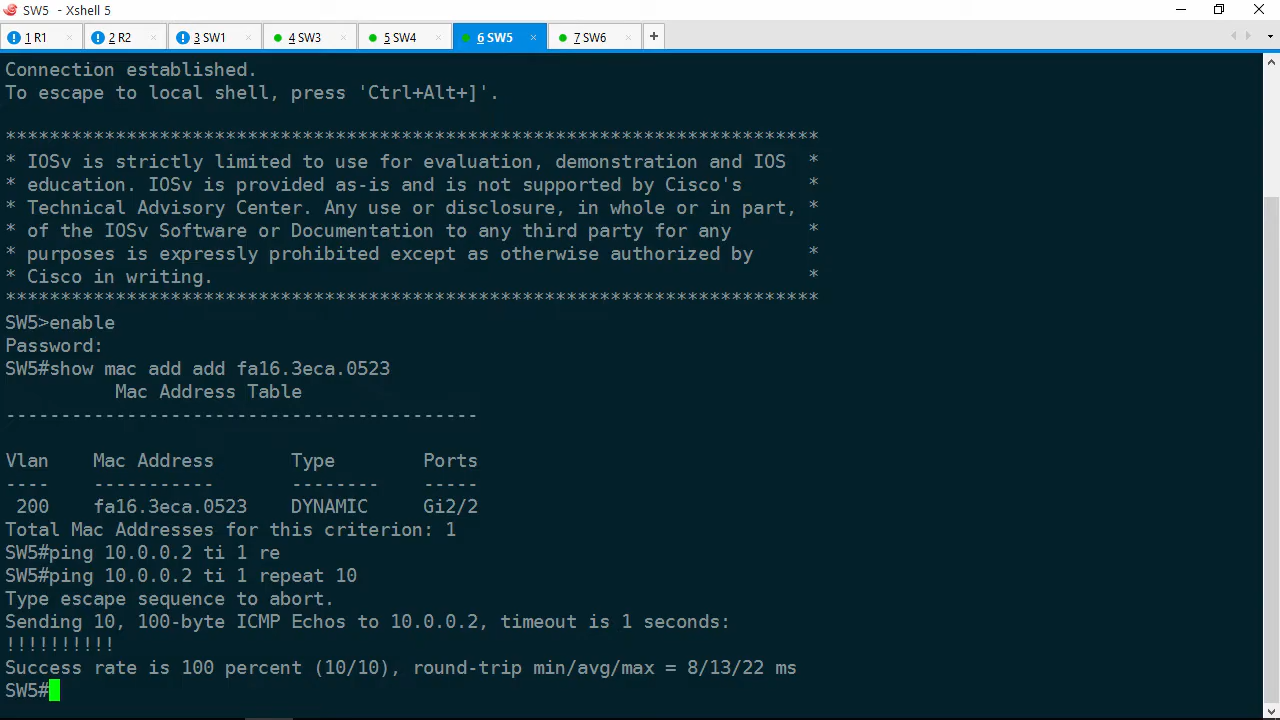 SW5 - Xshell 5
1 R1 × 2 R2 × 3 SW1 × 4 SW3 × 5 SW4 × 6 SW5 × 7 SW6 × +
Connection established.
To escape to local shell, press 'Ctrl+Alt+]'.
**************************************************************************
* IOSv is strictly limited to use for evaluation, demonstration and IOS  *
* education. IOSv is provided as-is and is not supported by Cisco's      *
* Technical Advisory Center. Any use or disclosure, in whole or in part, *
* of the IOSv Software or Documentation to any third party for any       *
* purposes is expressly prohibited except as otherwise authorized by     *
* Cisco in writing.                                                      *
**************************************************************************
SW5>enable
Password:
SW5#show mac add add fa16.3eca.0523
          Mac Address Table
-------------------------------------------
Vlan    Mac Address       Type        Ports
----    -----------       --------    -----
 200    fa16.3eca.0523    DYNAMIC     Gi2/2
Total Mac Addresses for this criterion: 1
SW5#ping 10.0.0.2 ti 1 re
SW5#ping 10.0.0.2 ti 1 repeat 10
Type escape sequence to abort.
Sending 10, 100-byte ICMP Echos to 10.0.0.2, timeout is 1 seconds:
!!!!!!!!!!
Success rate is 100 percent (10/10), round-trip min/avg/max = 8/13/22 ms
SW5#